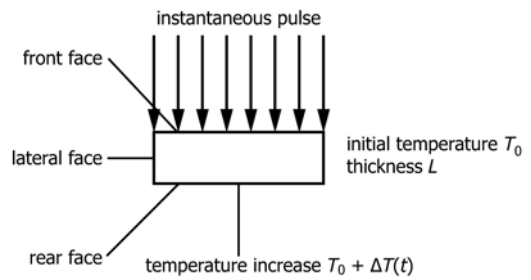 instantaneous pulse
front face
lateral face
initial temperature T₀
thickness L
rear face
temperature increase T₀ + ΔT(t)